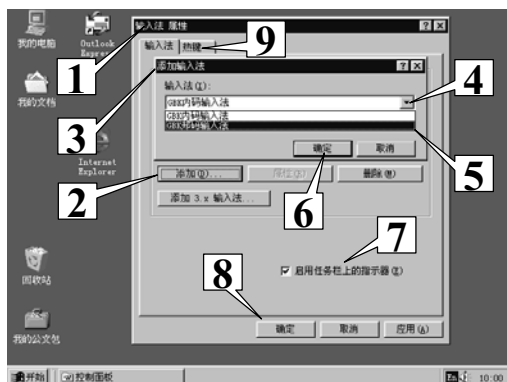 我的电脑
Outlook
Express
我的文档
Internet
Explorer
回收站
我的公文包
输入法 属性
输入法 热键
添加输入法
输入法(I):
GBK内码输入法
GBK内码输入法
GBK郑码输入法
确定 取消
添加(D)... 属性(R) 删除(M)
添加 3.x 输入法...
启用任务栏上的指示器(E)
确定 取消 应用(A)
开始 控制面板 En 10:00
1
2
3
4
5
6
7
8
9